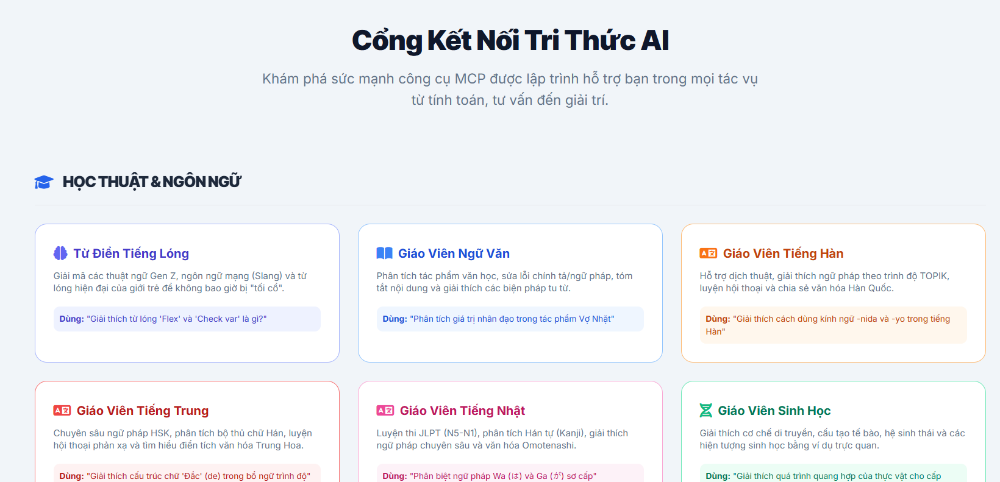 Cổng Kết Nối Tri Thức AI
Khám phá sức mạnh công cụ MCP được lập trình hỗ trợ bạn trong mọi tác vụ
từ tính toán, tư vấn đến giải trí.
HỌC THUẬT & NGÔN NGỮ
Từ Điển Tiếng Lóng
Giải mã các thuật ngữ Gen Z, ngôn ngữ mạng (Slang) và từ
lóng hiện đại của giới trẻ để không bao giờ bị "tối cổ".
Dùng: "Giải thích từ lóng 'Flex' và 'Check var' là gì?"
Giáo Viên Ngữ Văn
Phân tích tác phẩm văn học, sửa lỗi chính tả/ngữ pháp, tóm
tắt nội dung và giải thích các biện pháp tu từ.
Dùng: "Phân tích giá trị nhân đạo trong tác phẩm Vợ Nhặt"
Giáo Viên Tiếng Hàn
Hỗ trợ dịch thuật, giải thích ngữ pháp theo trình độ TOPIK,
luyện hội thoại và chia sẻ văn hóa Hàn Quốc.
Dùng: "Giải thích cách dùng kính ngữ -nida và -yo trong tiếng
Hàn"
Giáo Viên Tiếng Trung
Chuyên sâu ngữ pháp HSK, phân tích bộ thủ chữ Hán, luyện
hội thoại phản xạ và tìm hiểu điển tích văn hóa Trung Hoa.
Dùng: "Giải thích cấu trúc chữ 'Đắc' (de) trong bổ ngữ trình độ"
Giáo Viên Tiếng Nhật
Luyện thi JLPT (N5-N1), phân tích Hán tự (Kanji), giải thích
ngữ pháp chuyên sâu và văn hóa Omotenashi.
Dùng: "Phân biệt ngữ pháp Wa (は) và Ga (が) sơ cấp"
Giáo Viên Sinh Học
Giải thích cơ chế di truyền, cấu tạo tế bào, hệ sinh thái và các
hiện tượng sinh học bằng ví dụ trực quan.
Dùng: "Giải thích quá trình quang hợp của thực vật cho cấp